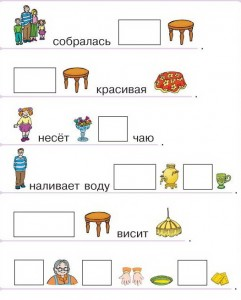 собралась .
красивая .
несёт чаю .
наливает воду .
висит .
.